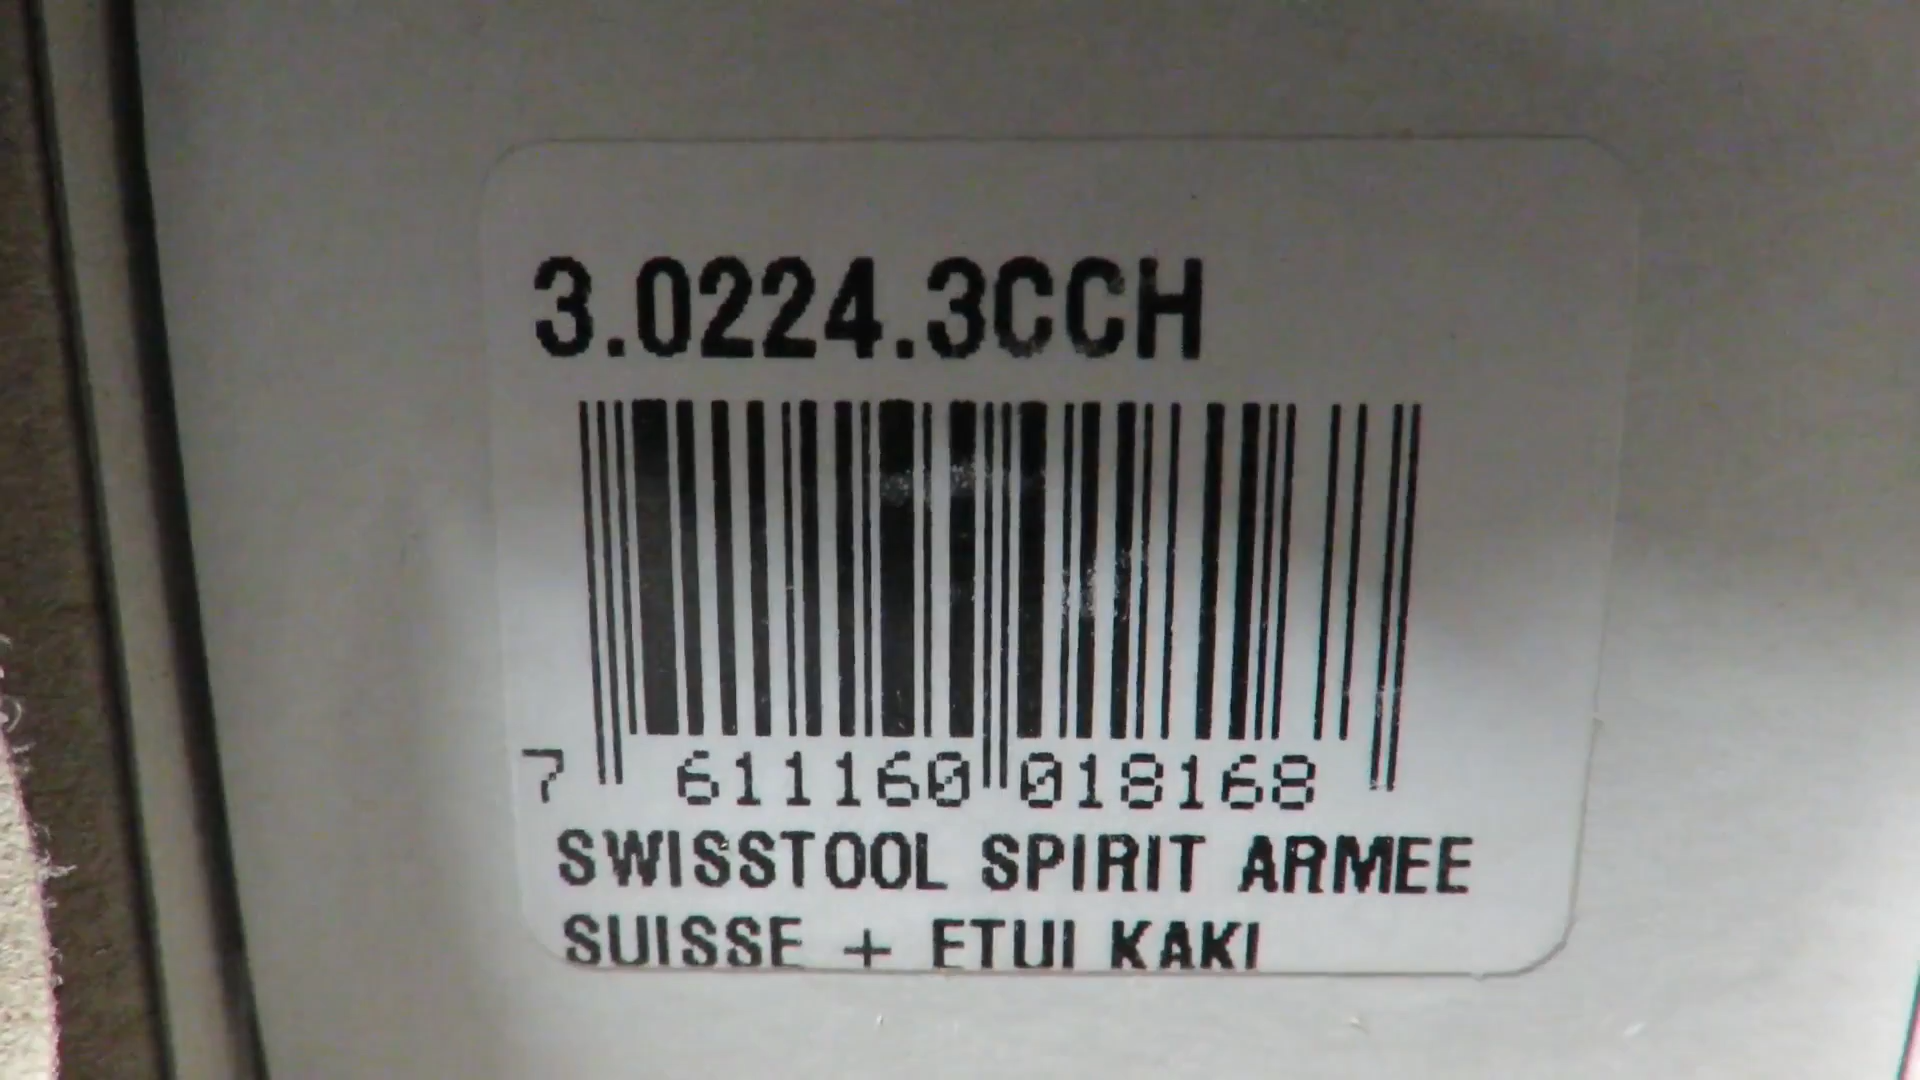 3.0224.3CCH
7 611160 018168
SWISSTOOL SPIRIT ARMEE
SUISSE + ETUI KAKI